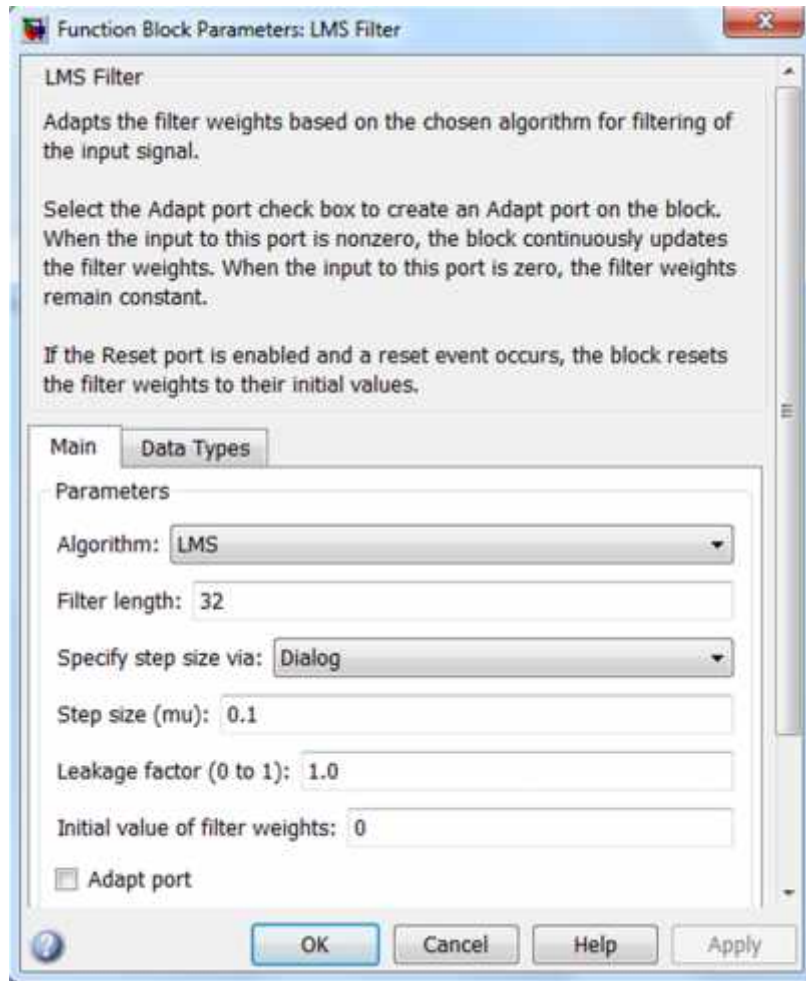 Function Block Parameters: LMS Filter
LMS Filter
Adapts the filter weights based on the chosen algorithm for filtering of
the input signal.
Select the Adapt port check box to create an Adapt port on the block.
When the input to this port is nonzero, the block continuously updates
the filter weights. When the input to this port is zero, the filter weights
remain constant.
If the Reset port is enabled and a reset event occurs, the block resets
the filter weights to their initial values.
Main Data Types
Parameters
Algorithm: LMS
Filter length: 32
Specify step size via: Dialog
Step size (mu): 0.1
Leakage factor (0 to 1): 1.0
Initial value of filter weights: 0
Adapt port
OK Cancel Help Apply